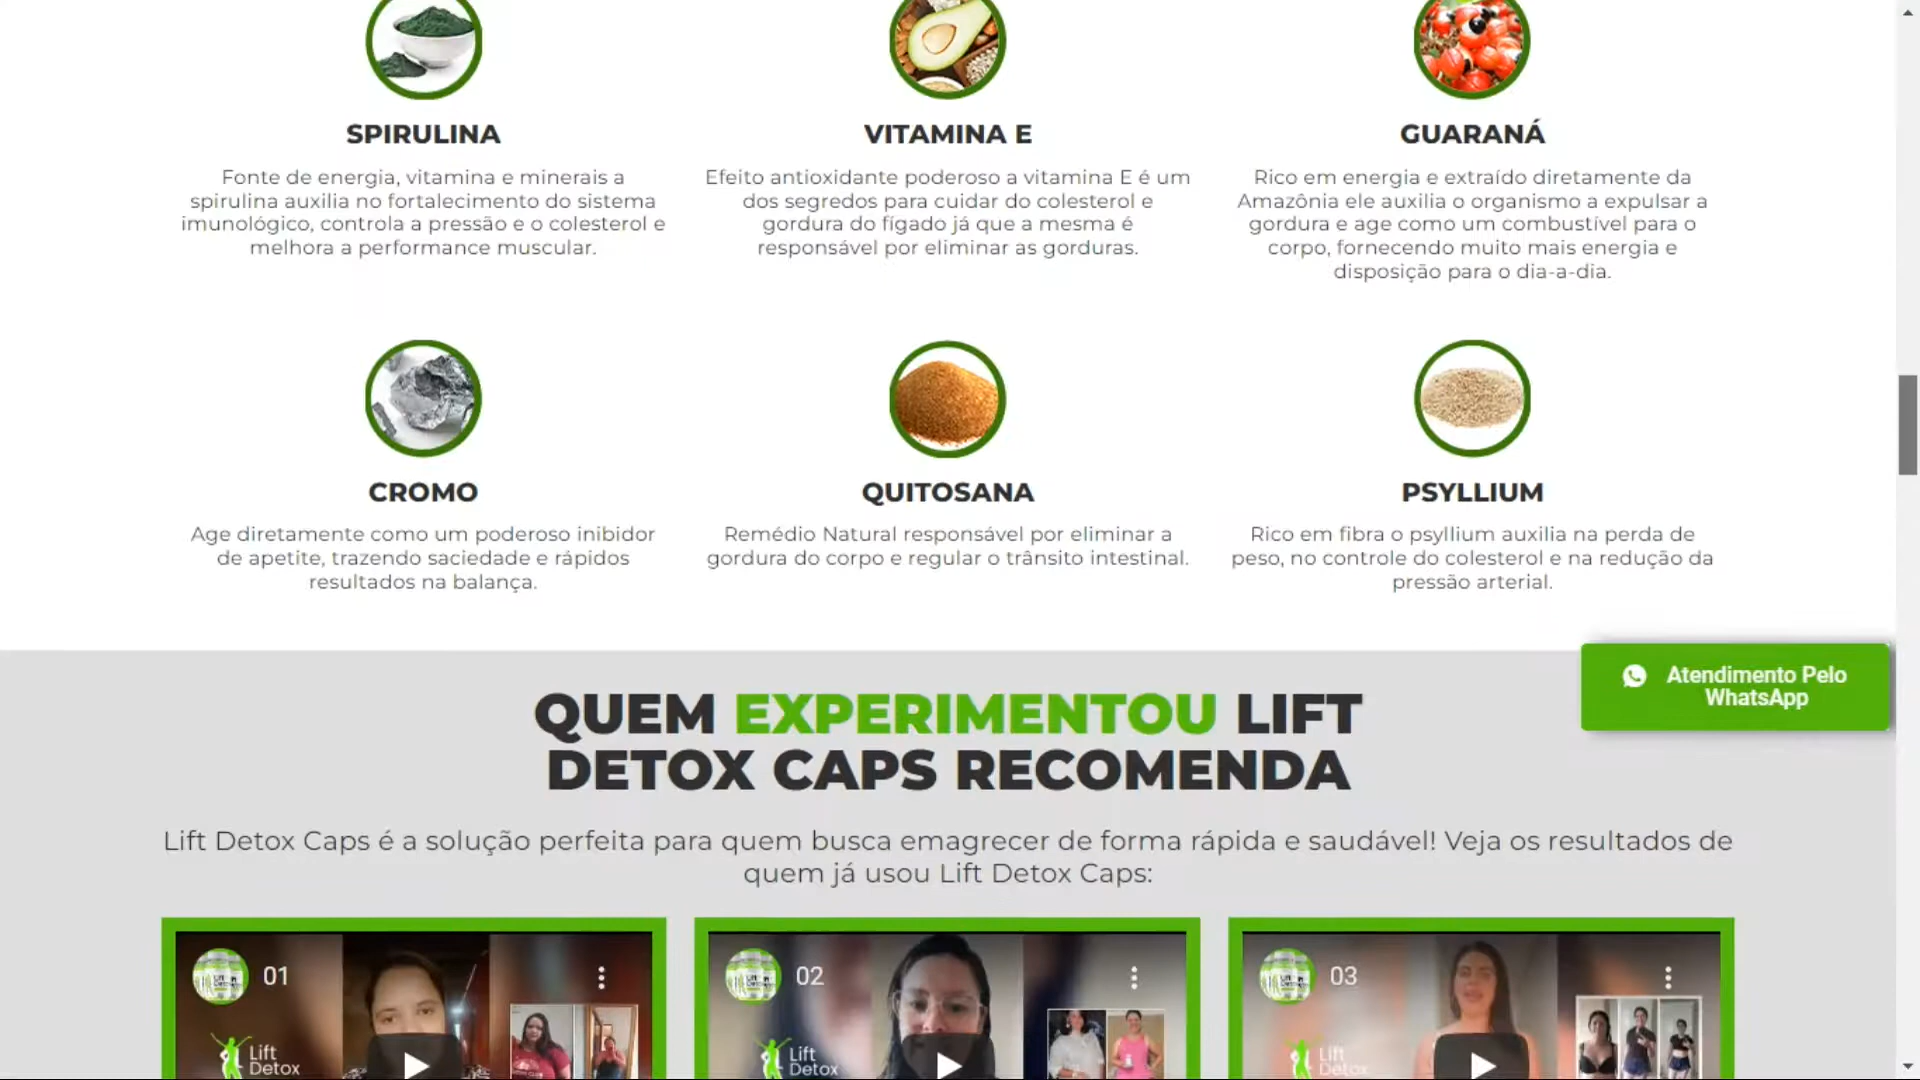 SPIRULINA
Fonte de energia, vitamina e minerais a
spirulina auxilia no fortalecimento do sistema
imunológico, controla a pressão e o colesterol e
melhora a performance muscular.
VITAMINA E
Efeito antioxidante poderoso a vitamina E é um
dos segredos para cuidar do colesterol e
gordura do fígado já que a mesma é
responsável por eliminar as gorduras.
GUARANÁ
Rico em energia e extraído diretamente da
Amazônia ele auxilia o organismo a expulsar a
gordura e age como um combustível para o
corpo, fornecendo muito mais energia e
disposição para o dia-a-dia.
CROMO
Age diretamente como um poderoso inibidor
de apetite, trazendo saciedade e rápidos
resultados na balança.
QUITOSANA
Remédio Natural responsável por eliminar a
gordura do corpo e regular o trânsito intestinal.
PSYLLIUM
Rico em fibra o psyllium auxilia na perda de
peso, no controle do colesterol e na redução da
pressão arterial.
Atendimento Pelo
WhatsApp
QUEM EXPERIMENTOU LIFT
DETOX CAPS RECOMENDA
Lift Detox Caps é a solução perfeita para quem busca emagrecer de forma rápida e saudável! Veja os resultados de
quem já usou Lift Detox Caps:
01
Lift
Detox
02
Lift
Detox
03
Lift
Detox